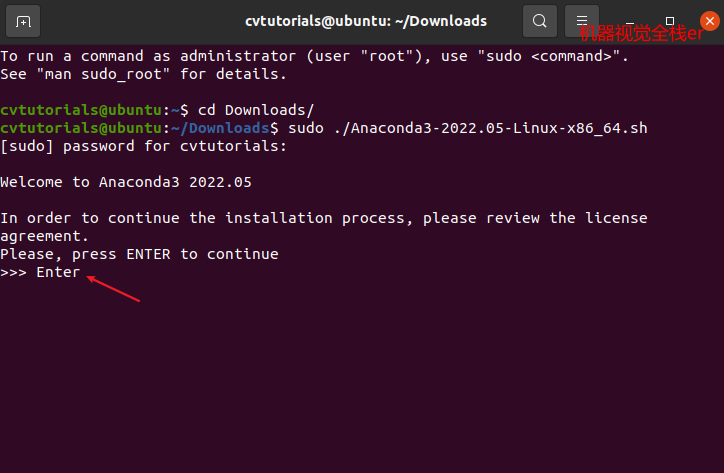 cvtutorials@ubuntu: ~/Downloads
机器视觉全栈er
To run a command as administrator (user "root"), use "sudo <command>".
See "man sudo_root" for details.
cvtutorials@ubuntu:~$ cd Downloads/
cvtutorials@ubuntu:~/Downloads$ sudo ./Anaconda3-2022.05-Linux-x86_64.sh
[sudo] password for cvtutorials:
Welcome to Anaconda3 2022.05
In order to continue the installation process, please review the license
agreement.
Please, press ENTER to continue
>>> Enter